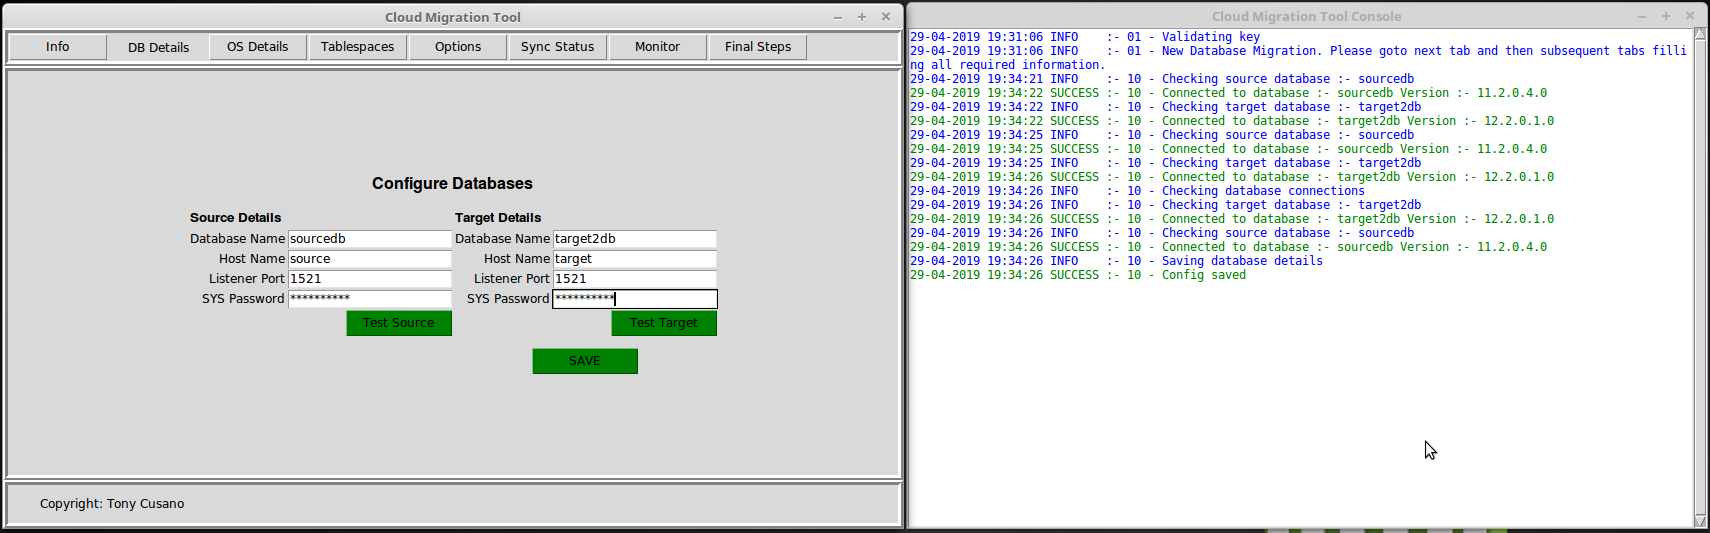 Cloud Migration Tool
Info DB Details OS Details Tablespaces Options Sync Status Monitor Final Steps
Configure Databases
Source Details Target Details
Database Name sourcedb Database Name target2db
Host Name source Host Name target
Listener Port 1521 Listener Port 1521
SYS Password ********** SYS Password **********
Test Source Test Target
SAVE
Copyright: Tony Cusano
Cloud Migration Tool Console
29-04-2019 19:31:06 INFO    :- 01 - Validating key
29-04-2019 19:31:06 INFO    :- 01 - New Database Migration. Please goto next tab and then subsequent tabs filli
ng all required information.
29-04-2019 19:34:21 INFO    :- 10 - Checking source database :- sourcedb
29-04-2019 19:34:22 SUCCESS :- 10 - Connected to database :- sourcedb Version :- 11.2.0.4.0
29-04-2019 19:34:22 INFO    :- 10 - Checking target database :- target2db
29-04-2019 19:34:22 SUCCESS :- 10 - Connected to database :- target2db Version :- 12.2.0.1.0
29-04-2019 19:34:25 INFO    :- 10 - Checking source database :- sourcedb
29-04-2019 19:34:25 SUCCESS :- 10 - Connected to database :- sourcedb Version :- 11.2.0.4.0
29-04-2019 19:34:25 INFO    :- 10 - Checking target database :- target2db
29-04-2019 19:34:26 SUCCESS :- 10 - Connected to database :- target2db Version :- 12.2.0.1.0
29-04-2019 19:34:26 INFO    :- 10 - Checking database connections
29-04-2019 19:34:26 INFO    :- 10 - Checking target database :- target2db
29-04-2019 19:34:26 SUCCESS :- 10 - Connected to database :- target2db Version :- 12.2.0.1.0
29-04-2019 19:34:26 INFO    :- 10 - Checking source database :- sourcedb
29-04-2019 19:34:26 SUCCESS :- 10 - Connected to database :- sourcedb Version :- 11.2.0.4.0
29-04-2019 19:34:26 INFO    :- 10 - Saving database details
29-04-2019 19:34:26 SUCCESS :- 10 - Config saved